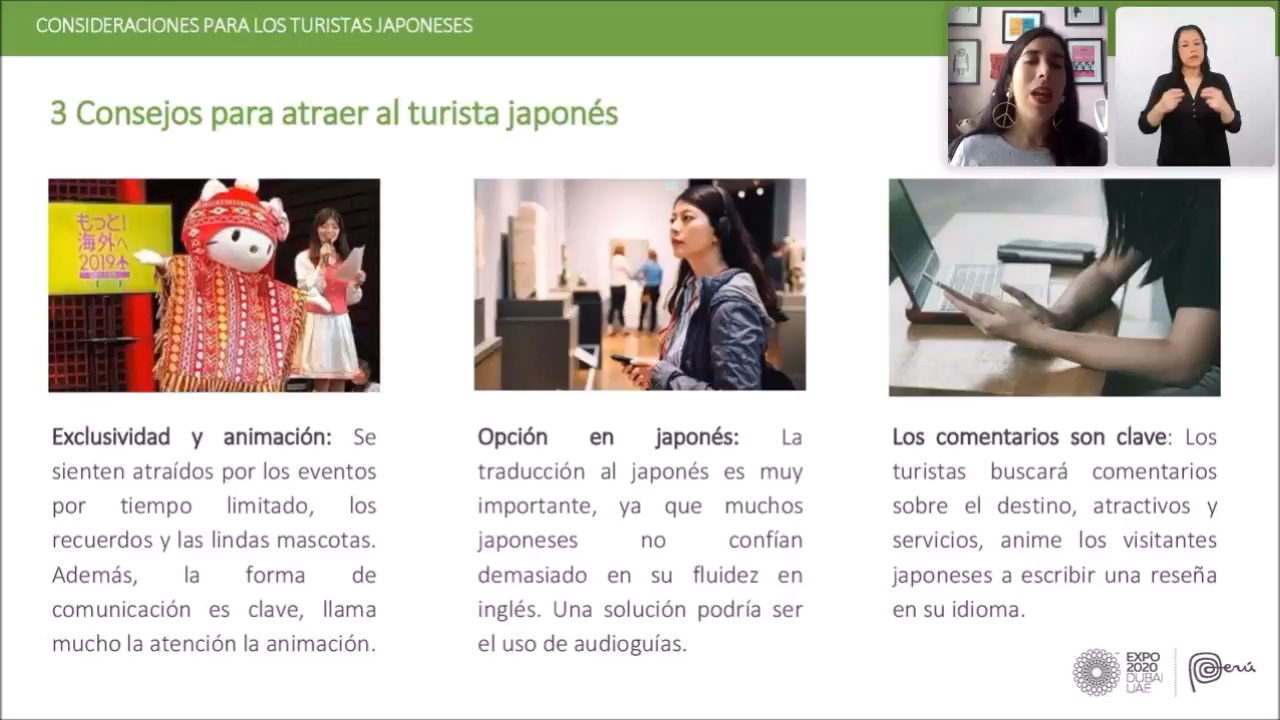 CONSIDERACIONES PARA LOS TURISTAS JAPONESES
3 Consejos para atraer al turista japonés
もっと!
海外へ
2019
Exclusividad y animación: Se
sienten atraídos por los eventos
por tiempo limitado, los
recuerdos y las lindas mascotas.
Además, la forma de
comunicación es clave, llama
mucho la atención la animación.
Opción en japonés: La
traducción al japonés es muy
importante, ya que muchos
japoneses no confían
demasiado en su fluidez en
inglés. Una solución podría ser
el uso de audioguías.
Los comentarios son clave: Los
turistas buscará comentarios
sobre el destino, atractivos y
servicios, anime los visitantes
japoneses a escribir una reseña
en su idioma.
EXPO
2020
DUBAI
UAE
Perú